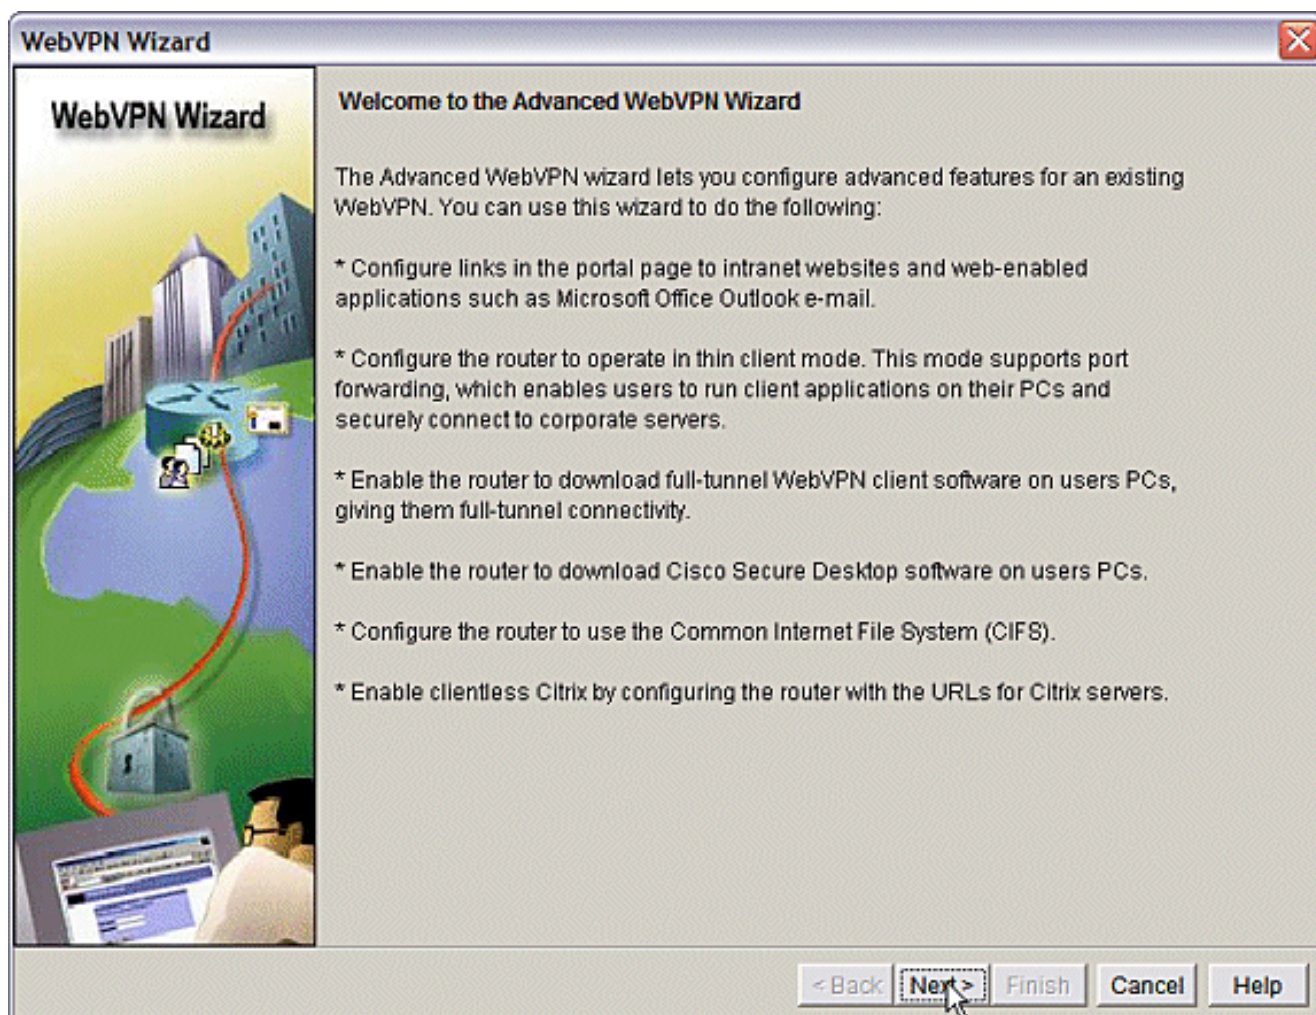 WebVPN Wizard
WebVPN Wizard
Welcome to the Advanced WebVPN Wizard
The Advanced WebVPN wizard lets you configure advanced features for an existing
WebVPN. You can use this wizard to do the following:
* Configure links in the portal page to intranet websites and web-enabled
applications such as Microsoft Office Outlook e-mail.
* Configure the router to operate in thin client mode. This mode supports port
forwarding, which enables users to run client applications on their PCs and
securely connect to corporate servers.
* Enable the router to download full-tunnel WebVPN client software on users PCs,
giving them full-tunnel connectivity.
* Enable the router to download Cisco Secure Desktop software on users PCs.
* Configure the router to use the Common Internet File System (CIFS).
* Enable clientless Citrix by configuring the router with the URLs for Citrix servers.
< Back Next > Finish Cancel Help